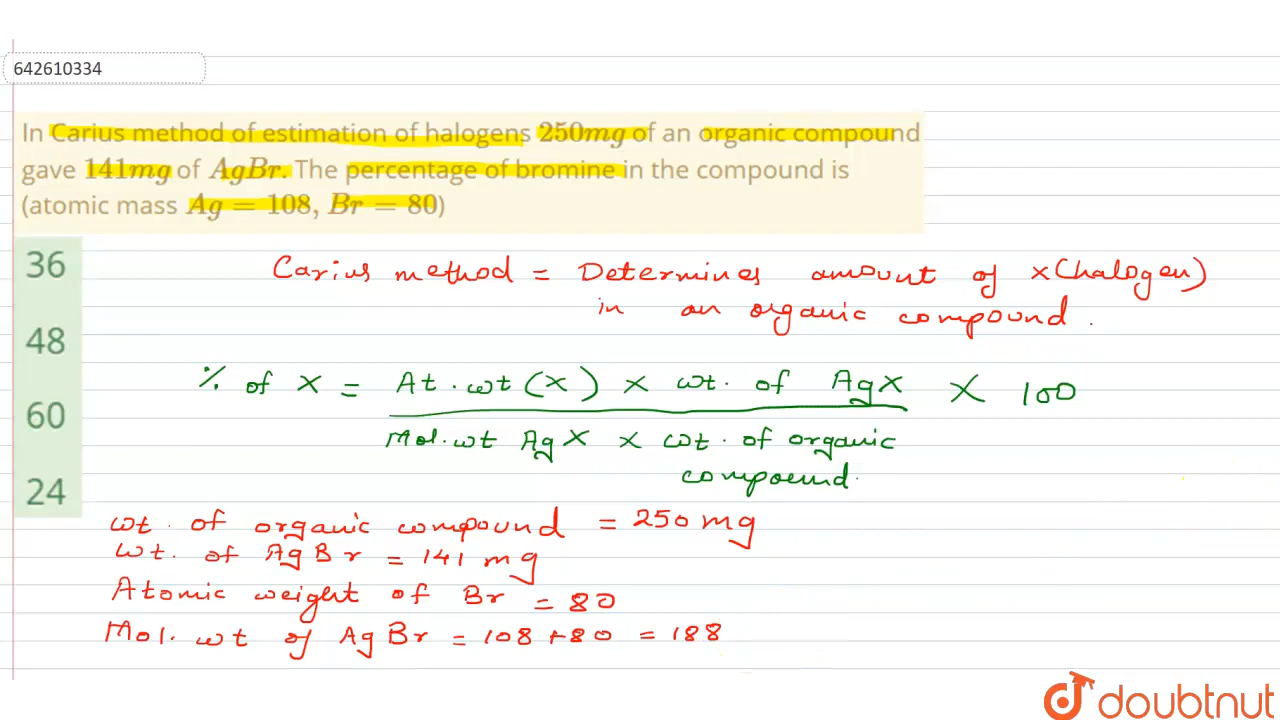 642610334
In Carius method of estimation of halogens 250mg of an organic compound
gave 141mg of AgBr. The percentage of bromine in the compound is
(atomic mass Ag = 108, Br = 80)
36
48
60
24
Carius method = Determines amount of x(halogen)
in an organic compound.
% of X = At.wt(X) × wt. of AgX × 100
Mol.wt AgX × wt. of organic
compound.
wt. of organic compound = 250 mg
wt. of AgBr = 141 mg
Atomic weight of Br = 80
Mol. wt of AgBr = 108 + 80 = 188
doubtnut